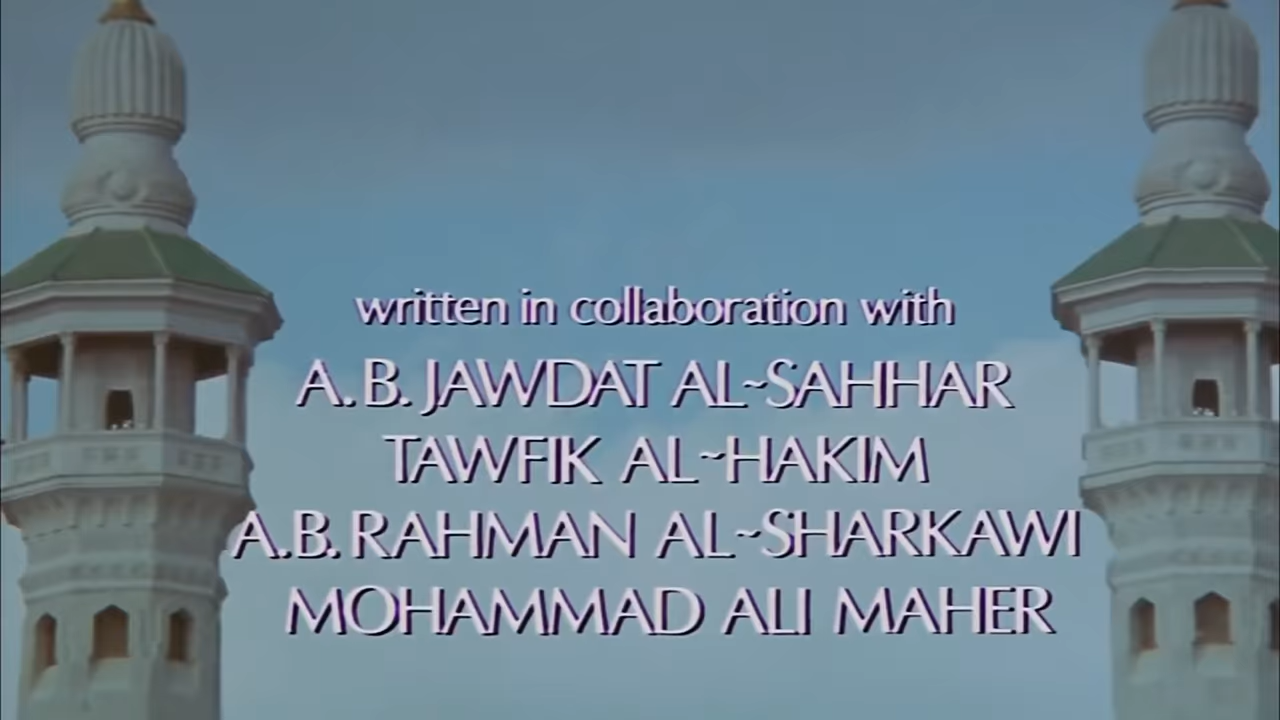 written in collaboration with
A.B. JAWDAT AL~SAHHAR
TAWFIK AL~HAKIM
A.B. RAHMAN AL~SHARKAWI
MOHAMMAD ALI MAHER